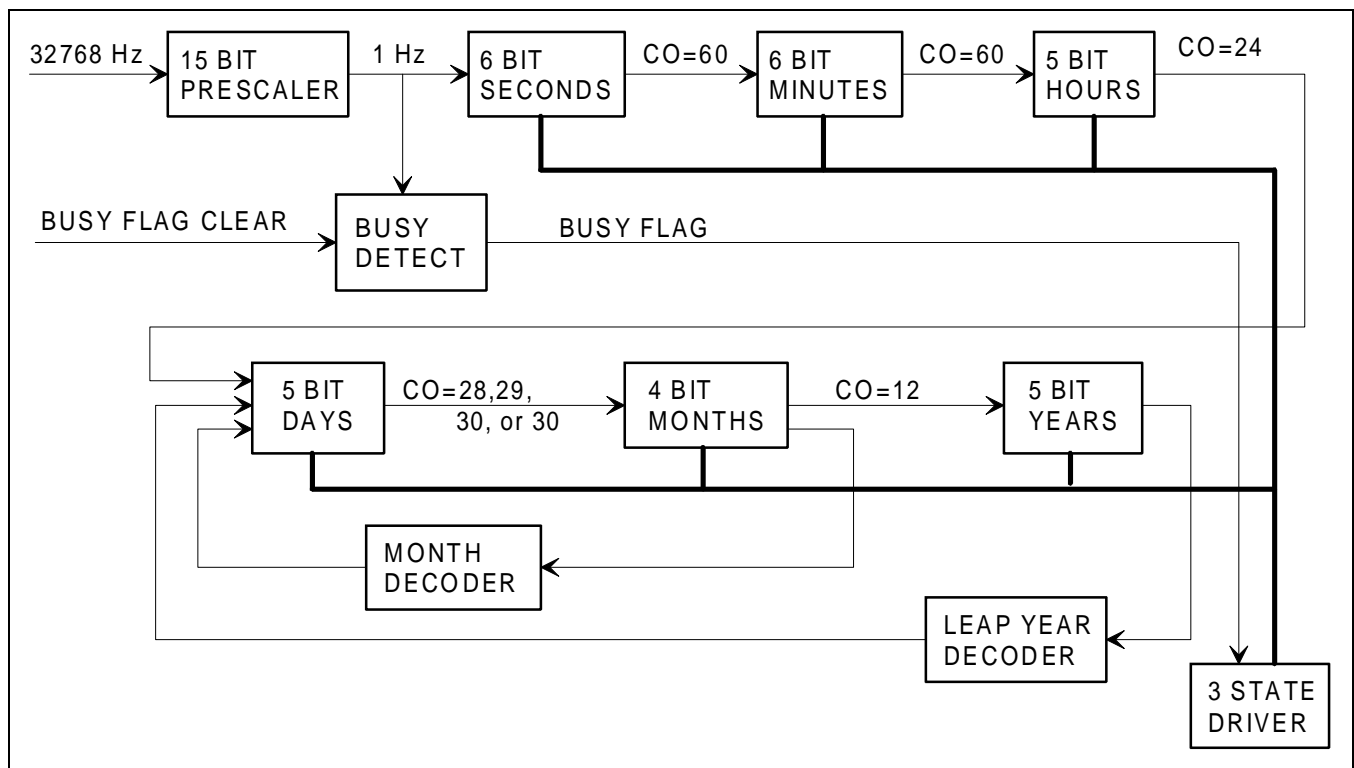 32768 Hz
15 BIT
PRESCALER
1 Hz
6 BIT
SECONDS
CO=60
6 BIT
MINUTES
CO=60
5 BIT
HOURS
CO=24
BUSY FLAG CLEAR
BUSY
DETECT
BUSY FLAG
5 BIT
DAYS
CO=28,29,
30, or 30
4 BIT
MONTHS
CO=12
5 BIT
YEARS
MONTH
DECODER
LEAP YEAR
DECODER
3 STATE
DRIVER